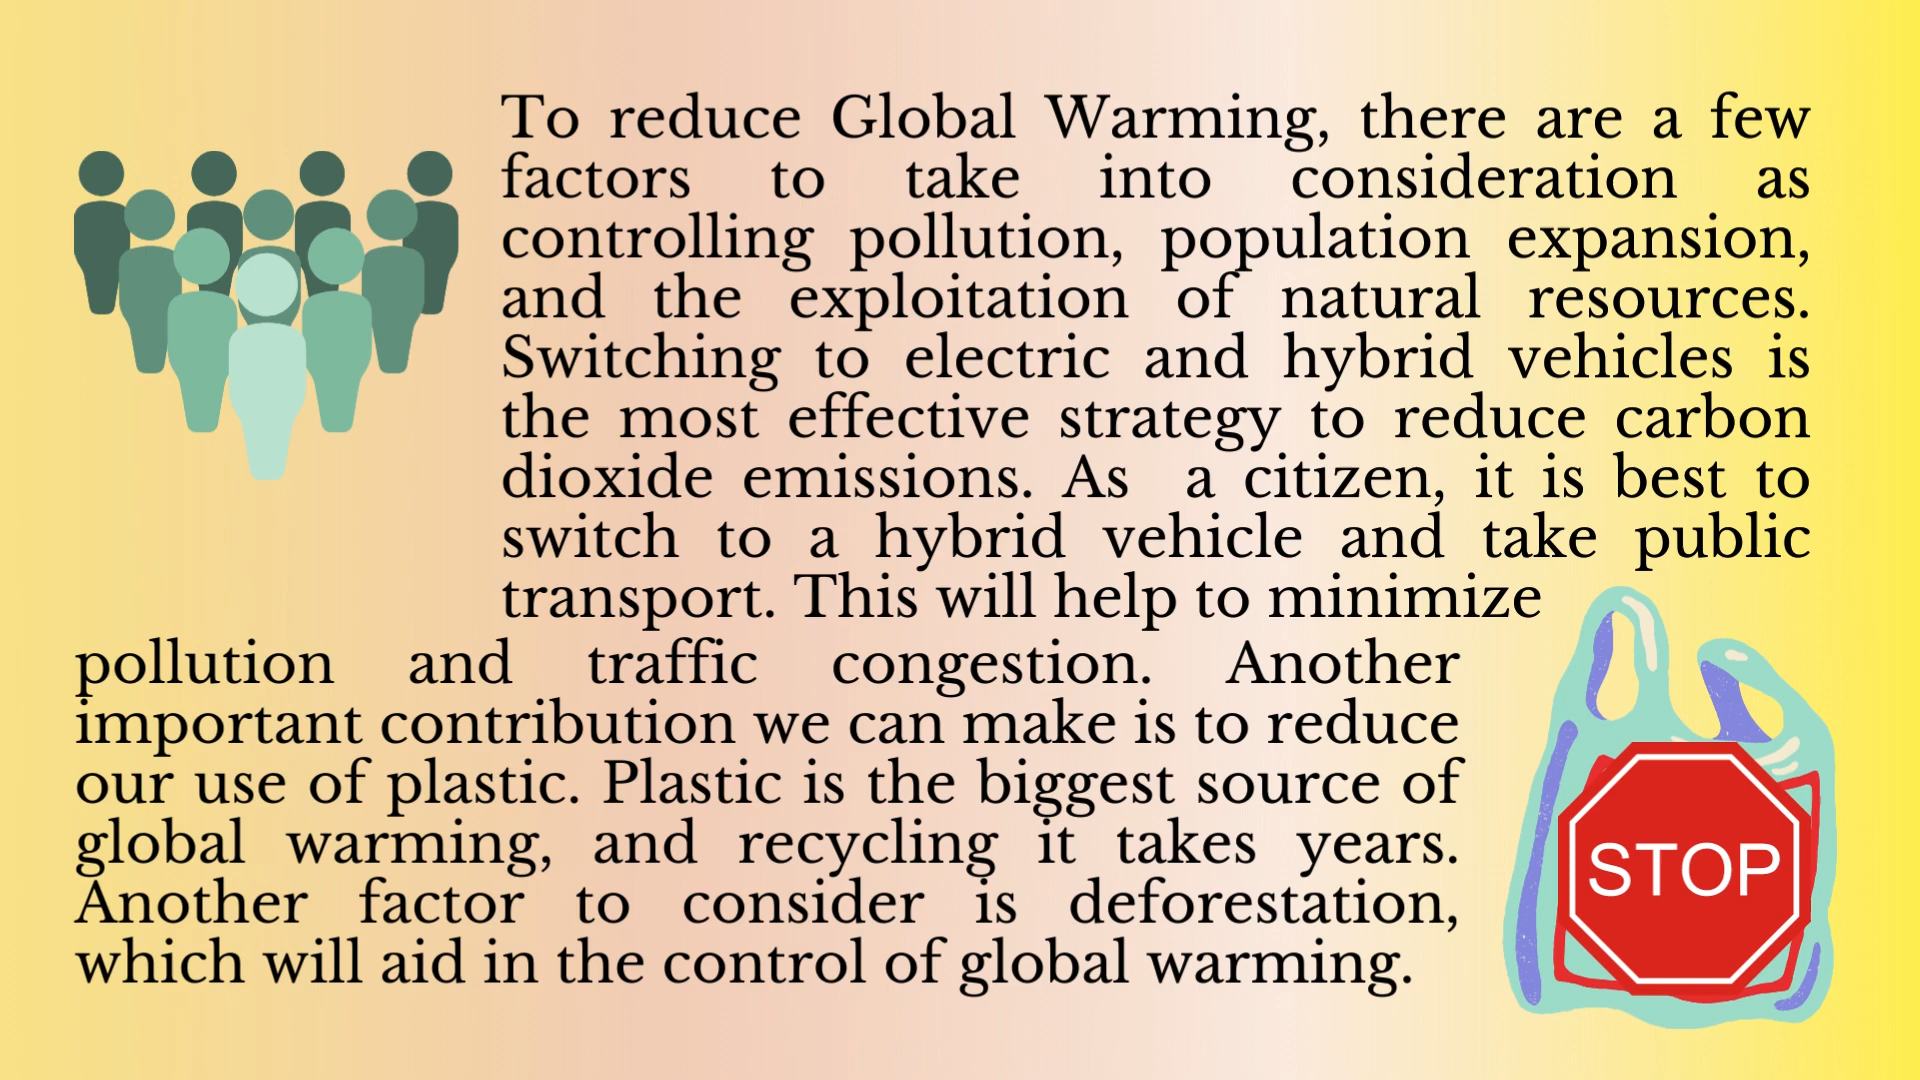 To reduce Global Warming, there are a few
factors to take into consideration as
controlling pollution, population expansion,
and the exploitation of natural resources.
Switching to electric and hybrid vehicles is
the most effective strategy to reduce carbon
dioxide emissions. As a citizen, it is best to
switch to a hybrid vehicle and take public
transport. This will help to minimize
pollution and traffic congestion. Another
important contribution we can make is to reduce
our use of plastic. Plastic is the biggest source of
global warming, and recycling it takes years.
Another factor to consider is deforestation,
which will aid in the control of global warming.
STOP